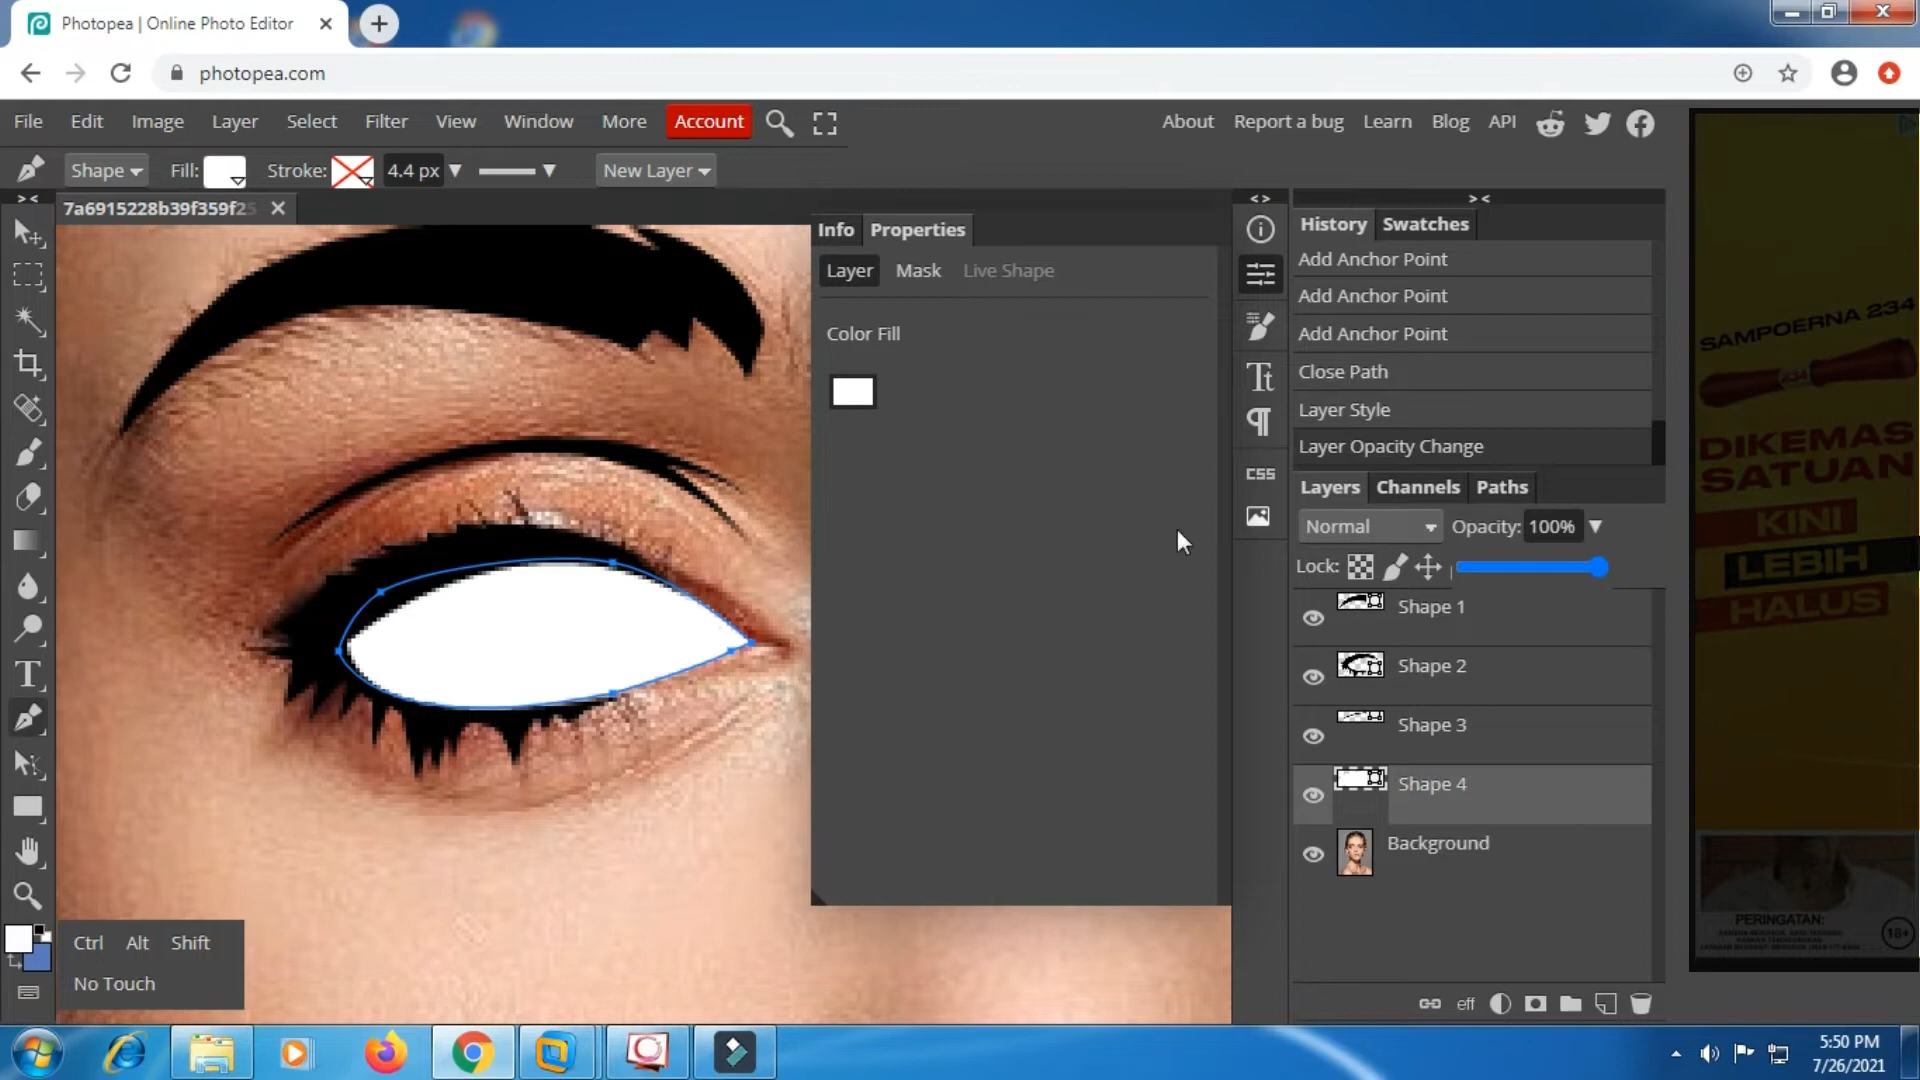 Photopea | Online Photo Editor
photopea.com
File Edit Image Layer Select Filter View Window More Account
About Report a bug Learn Blog API
Shape Fill: Stroke: 4.4 px New Layer
7a6915228b39f359f25
Info Properties
Layer Mask Live Shape
Color Fill
CSS
History Swatches
Add Anchor Point
Add Anchor Point
Add Anchor Point
Close Path
Layer Style
Layer Opacity Change
Layers Channels Paths
Normal Opacity: 100%
Lock:
Shape 1
Shape 2
Shape 3
Shape 4
Background
eff
Ctrl Alt Shift
No Touch
SAMPOERNA 234
234
DIKEMAS
SATUAN
KINI
LEBIH
HALUS
PERINGATAN:
18+
5:50 PM
7/26/2021